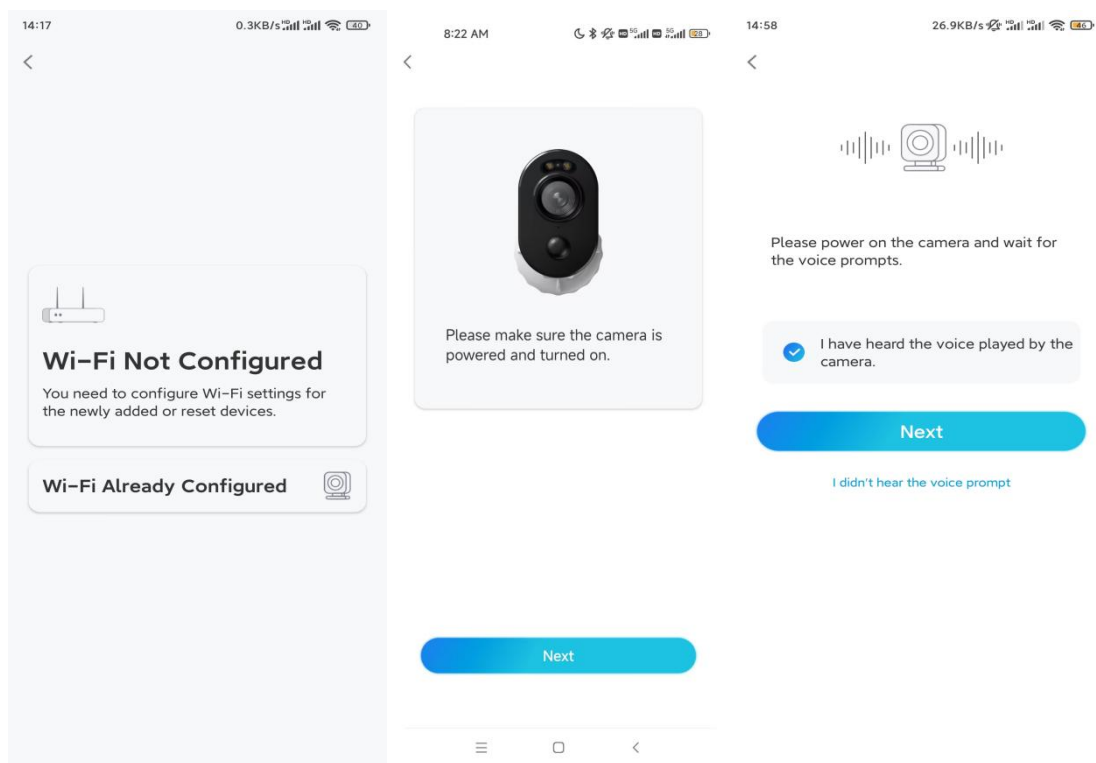 14:17
0.3KB/s
40
Wi-Fi Not Configured
You need to configure Wi-Fi settings for
the newly added or reset devices.
Wi-Fi Already Configured
8:22 AM
28
Please make sure the camera is
powered and turned on.
Next
14:58
26.9KB/s
46
Please power on the camera and wait for
the voice prompts.
I have heard the voice played by the
camera.
Next
I didn't hear the voice prompt